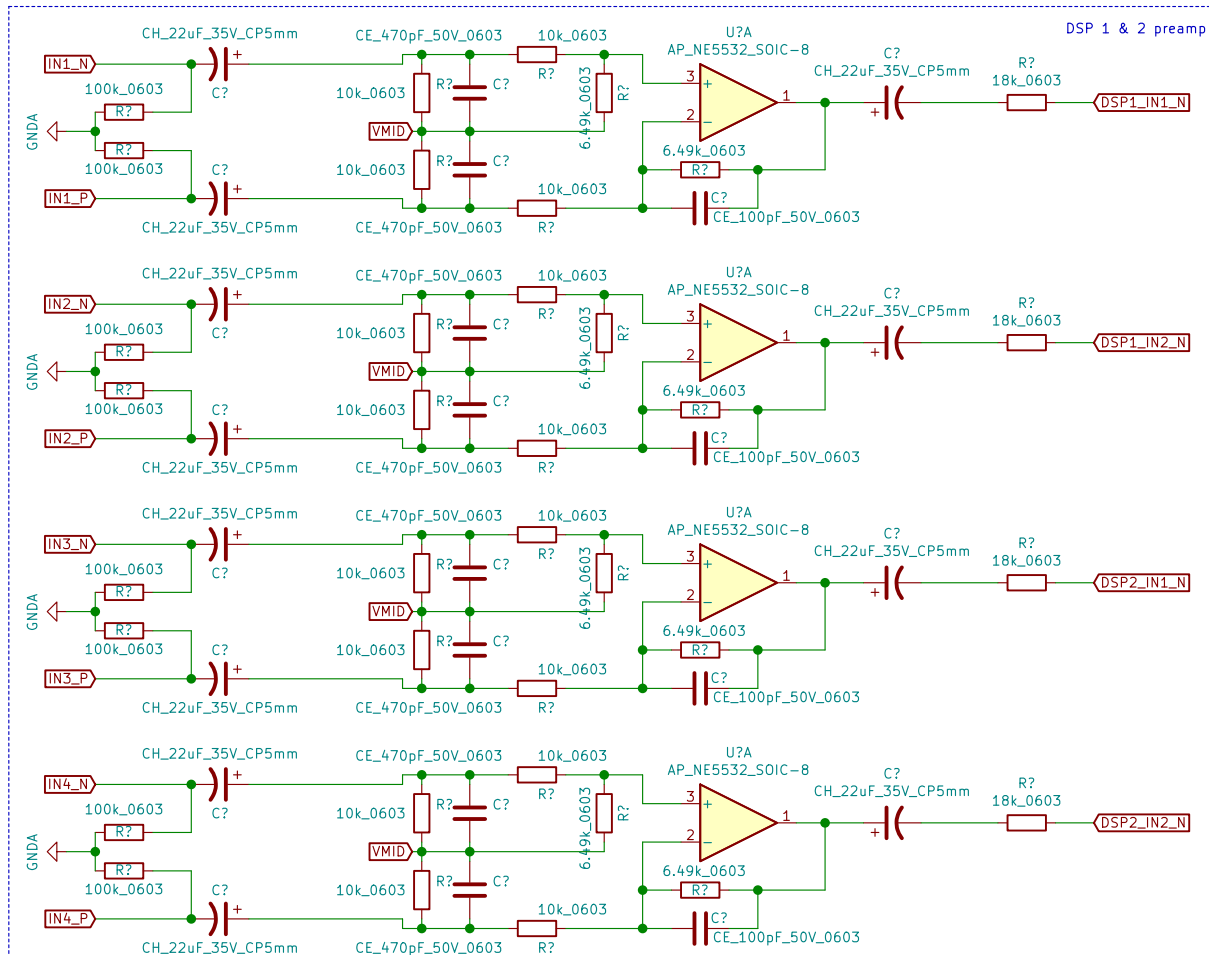 DSP 1 & 2 preamp
CH_22uF_35V_CP5mm
CE_470pF_50V_0603
10k_0603
U?A
AP_NE5532_SOIC-8
C?
CH_22uF_35V_CP5mm
R?
18k_0603
IN1_N
+
C?
100k_0603
R?
10k_0603
R?
C?
R?
6.49k_0603
R?
3
+
1
+
DSP1_IN1_N
GNDA
VMID
2
−
R?
100k_0603
C?
10k_0603
R?
C?
6.49k_0603
R?
IN1_P
+
10k_0603
C?
CE_100pF_50V_0603
CH_22uF_35V_CP5mm
CE_470pF_50V_0603
R?
CH_22uF_35V_CP5mm
CE_470pF_50V_0603
10k_0603
U?A
AP_NE5532_SOIC-8
C?
CH_22uF_35V_CP5mm
R?
18k_0603
IN2_N
+
C?
100k_0603
R?
10k_0603
R?
C?
R?
6.49k_0603
R?
3
+
1
+
DSP1_IN2_N
GNDA
VMID
2
−
R?
100k_0603
C?
10k_0603
R?
C?
6.49k_0603
R?
IN2_P
+
10k_0603
C?
CE_100pF_50V_0603
CH_22uF_35V_CP5mm
CE_470pF_50V_0603
R?
CH_22uF_35V_CP5mm
CE_470pF_50V_0603
10k_0603
U?A
AP_NE5532_SOIC-8
C?
CH_22uF_35V_CP5mm
R?
18k_0603
IN3_N
+
C?
100k_0603
R?
10k_0603
R?
C?
R?
6.49k_0603
R?
3
+
1
+
DSP2_IN1_N
GNDA
VMID
2
−
R?
100k_0603
C?
10k_0603
R?
C?
6.49k_0603
R?
IN3_P
+
10k_0603
C?
CE_100pF_50V_0603
CH_22uF_35V_CP5mm
CE_470pF_50V_0603
R?
CH_22uF_35V_CP5mm
CE_470pF_50V_0603
10k_0603
U?A
AP_NE5532_SOIC-8
C?
CH_22uF_35V_CP5mm
R?
18k_0603
IN4_N
+
C?
100k_0603
R?
10k_0603
R?
C?
R?
6.49k_0603
R?
3
+
1
+
DSP2_IN2_N
GNDA
VMID
2
−
R?
100k_0603
C?
10k_0603
R?
C?
6.49k_0603
R?
IN4_P
+
10k_0603
C?
CE_100pF_50V_0603
CH_22uF_35V_CP5mm
CE_470pF_50V_0603
R?